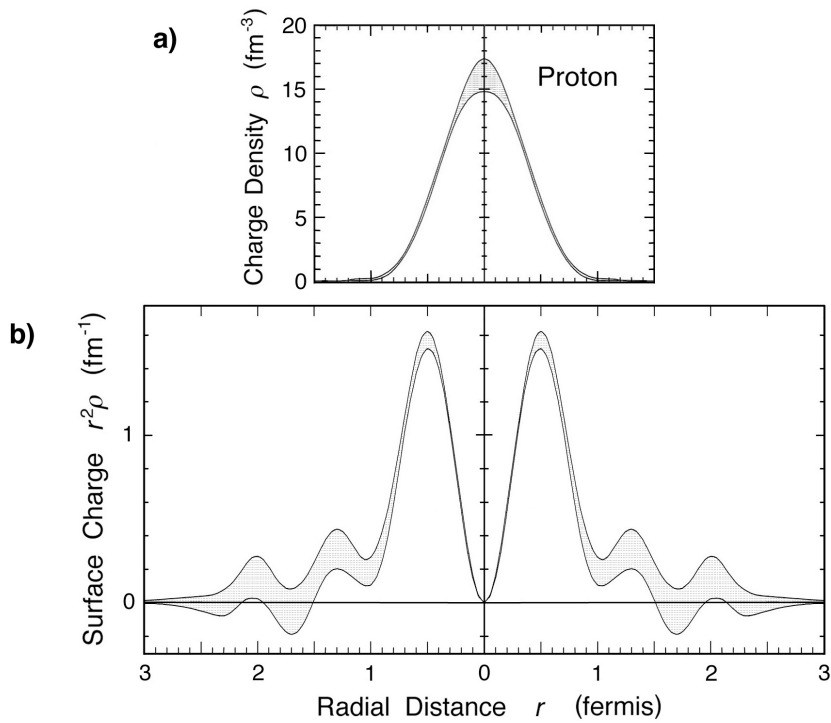 a)
Charge Density ρ (fm-3)
20
15
10
5
0
Proton
b)
Surface Charge r2ρ (fm-1)
1
0
3
2
1
0
1
2
3
Radial Distance r (fermis)